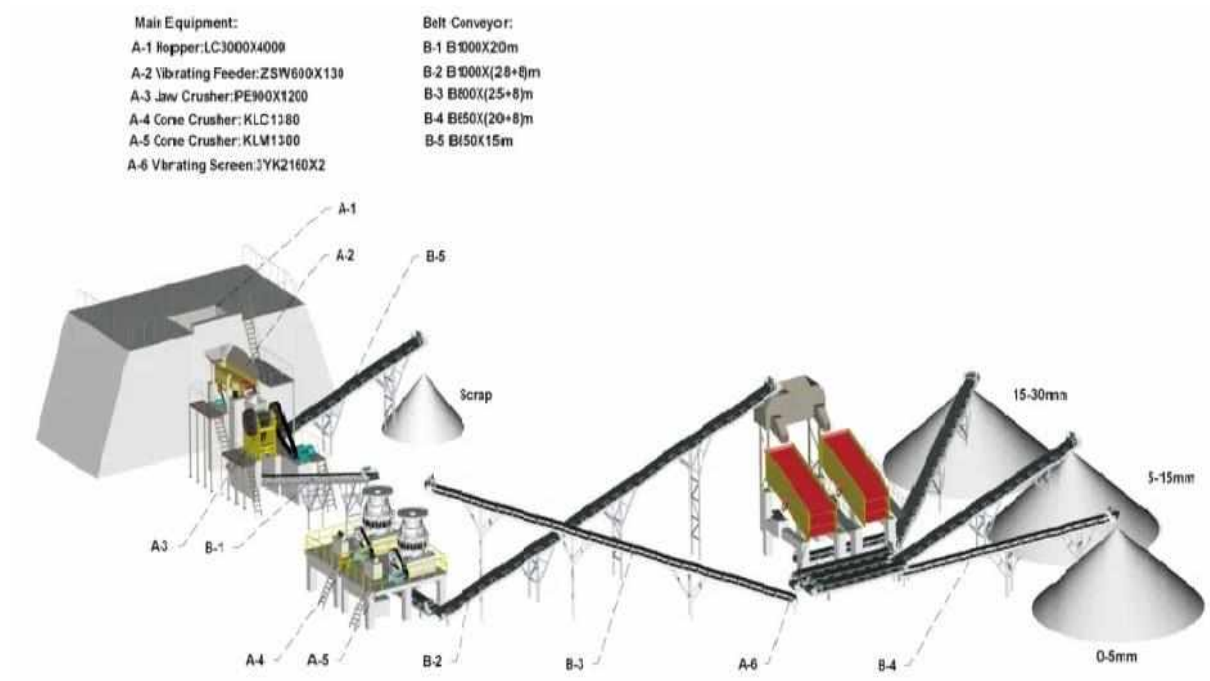 Main Equipment:
A-1 Hopper:LC3000X4000
A-2 Vibrating Feeder:ZSW600X130
A-3 Jaw Crusher:PE900X1200
A-4 Cone Crusher: KLC1380
A-5 Cone Crusher: KLM1300
A-6 Vibrating Screen:3YK2160X2
Belt Conveyor:
B-1 B1000X20m
B-2 B1000X(28+8)m
B-3 B800X(25+8)m
B-4 B650X(20+8)m
B-5 B650X15m
A-1
A-2
B-5
Scrap
15-30mm
5-15mm
A-3
B-1
A-4
A-5
B-2
B-3
A-6
B-4
0-5mm